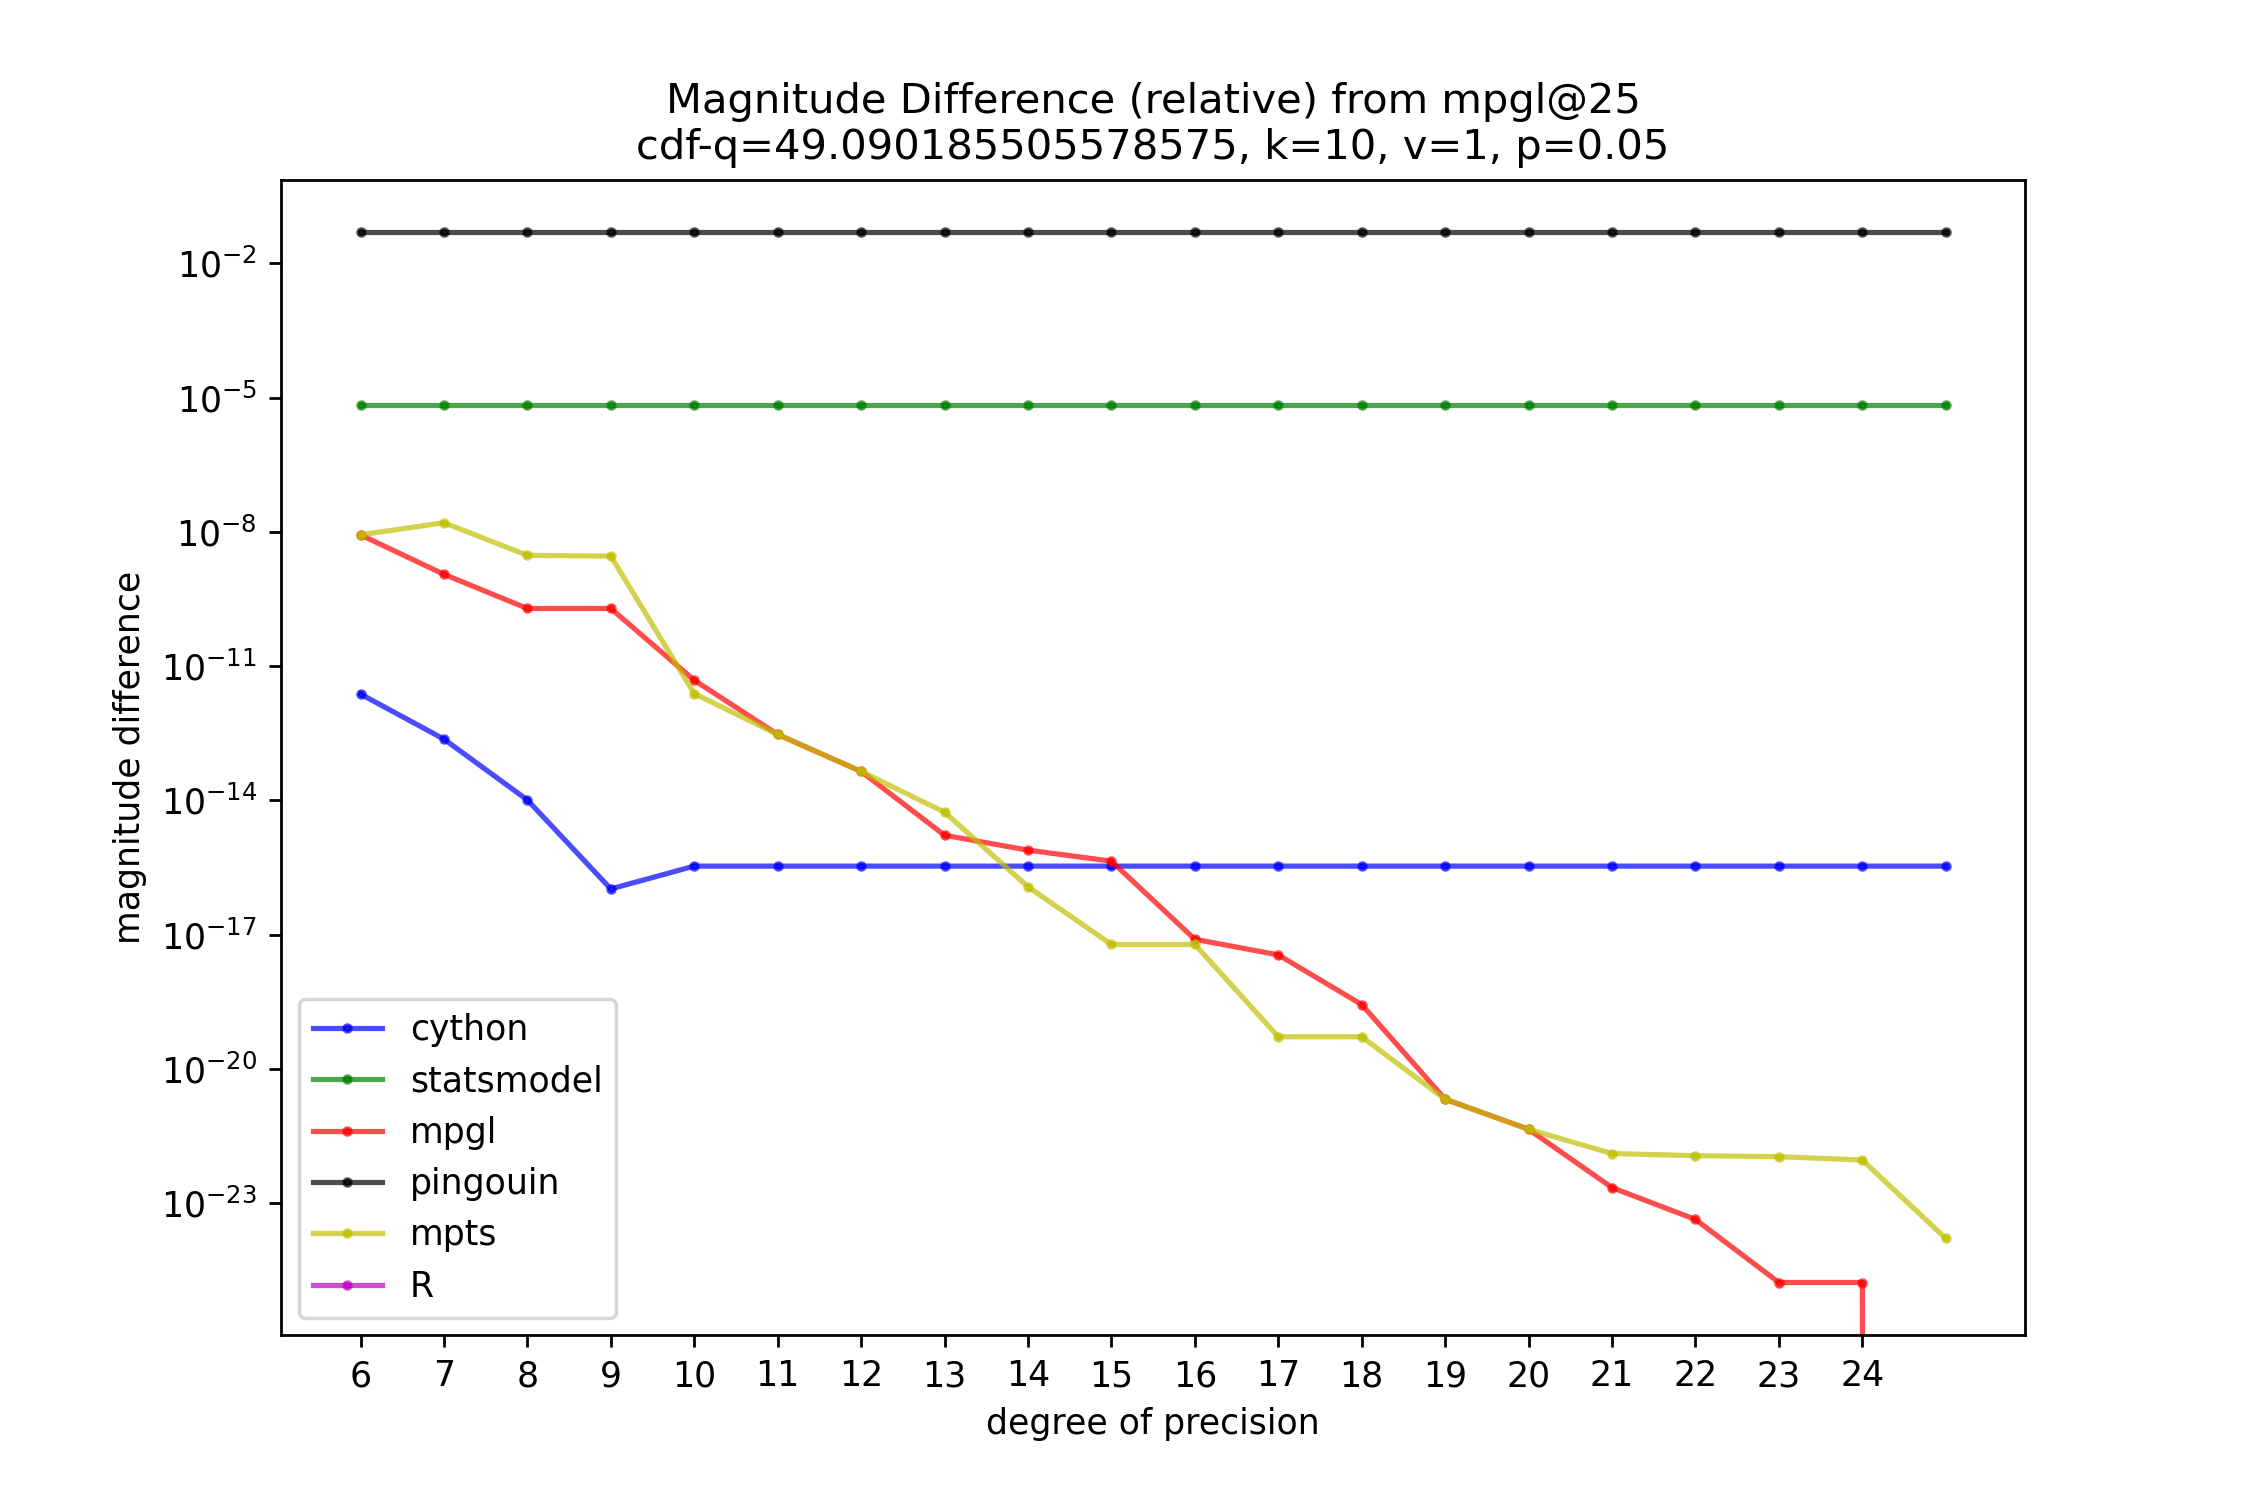 Magnitude Difference (relative) from mpgl@25
cdf-q=49.090185505578575, k=10, v=1, p=0.05
magnitude difference
10⁻²
10⁻⁵
10⁻⁸
10⁻¹¹
10⁻¹⁴
10⁻¹⁷
10⁻²⁰
10⁻²³
cython
statsmodel
mpgl
pingouin
mpts
R
6 7 8 9 10 11 12 13 14 15 16 17 18 19 20 21 22 23 24
degree of precision